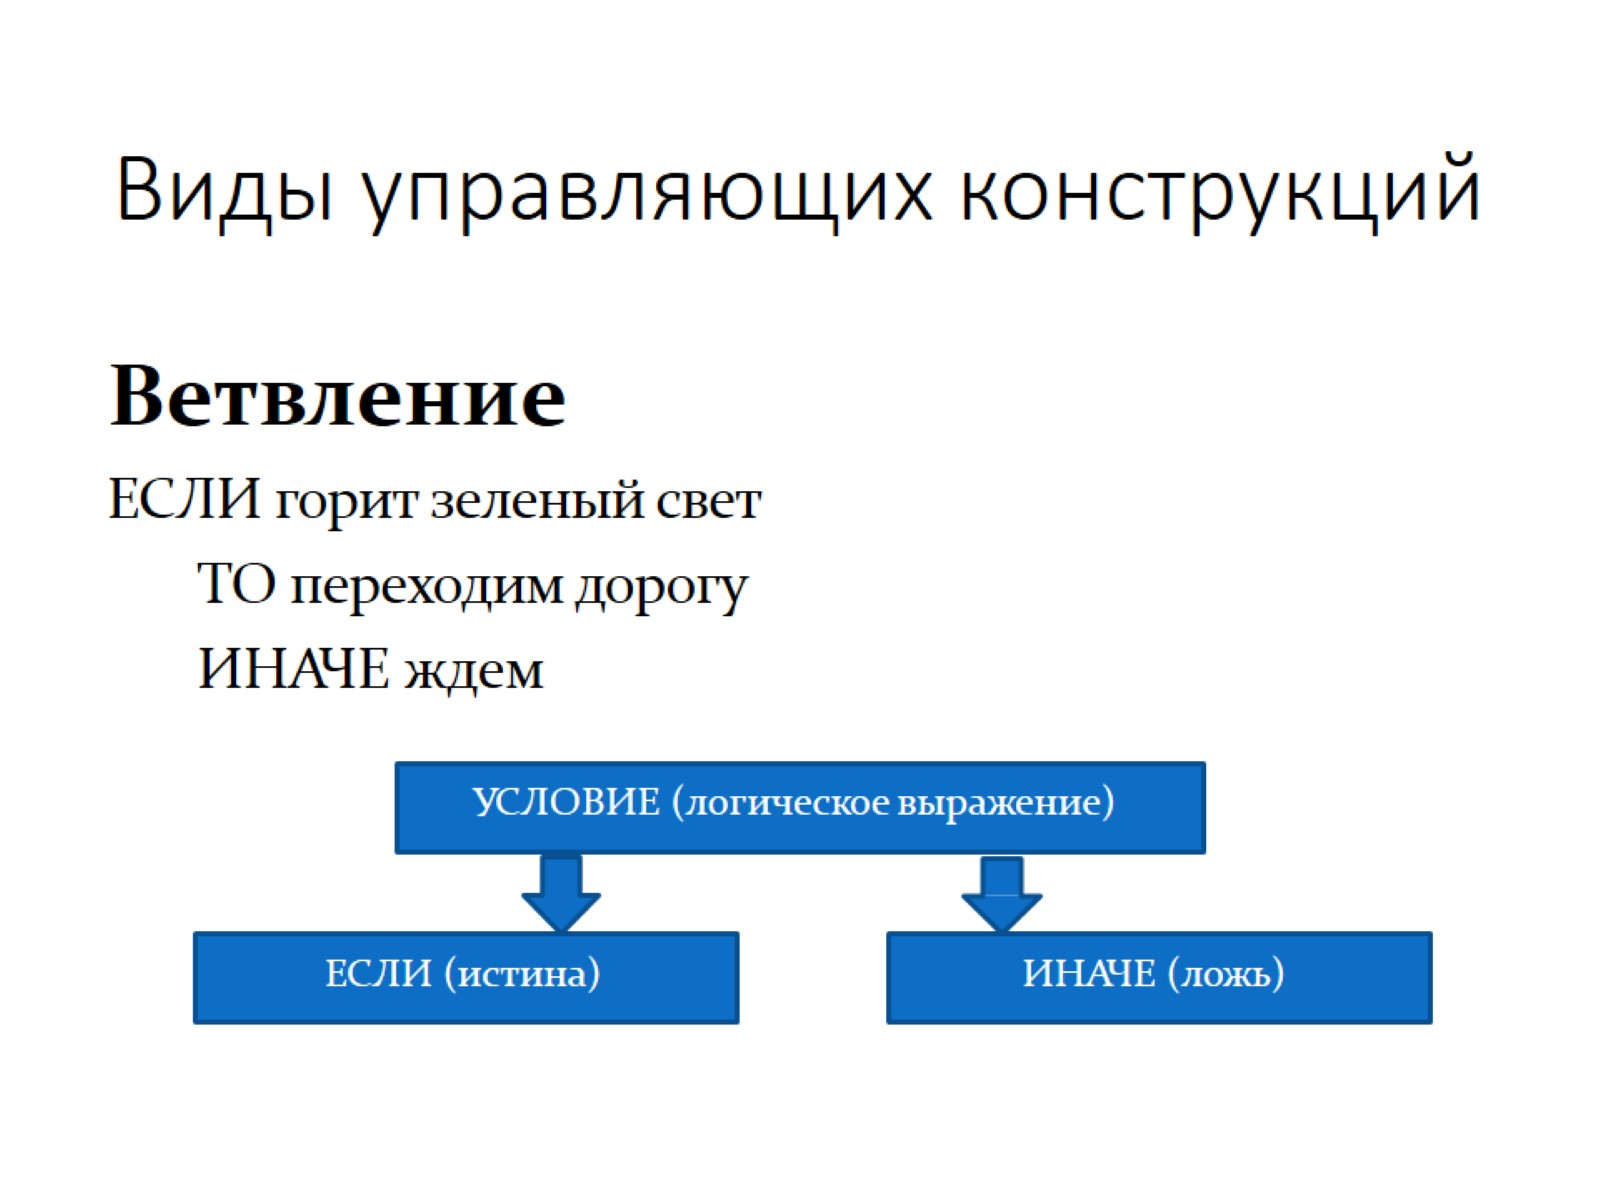 Виды управляющих конструкций
Ветвление
ЕСЛИ горит зеленый свет
ТО переходим дорогу
ИНАЧЕ ждем
УСЛОВИЕ (логическое выражение)
ЕСЛИ (истина)
ИНАЧЕ (ложь)